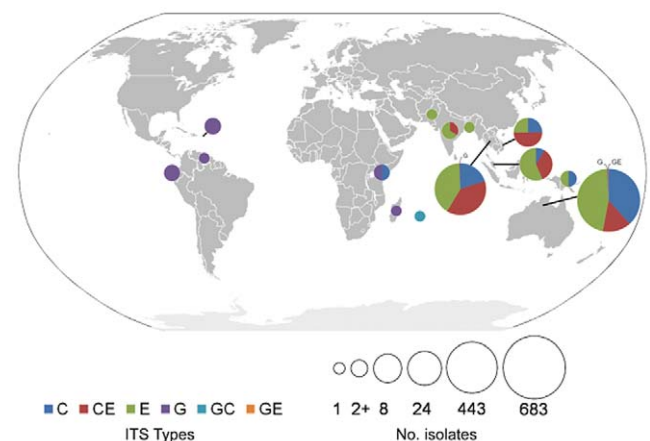 G GE
G
1 2+ 8 24 443 683
C CE E G GC GE
ITS Types No. isolates